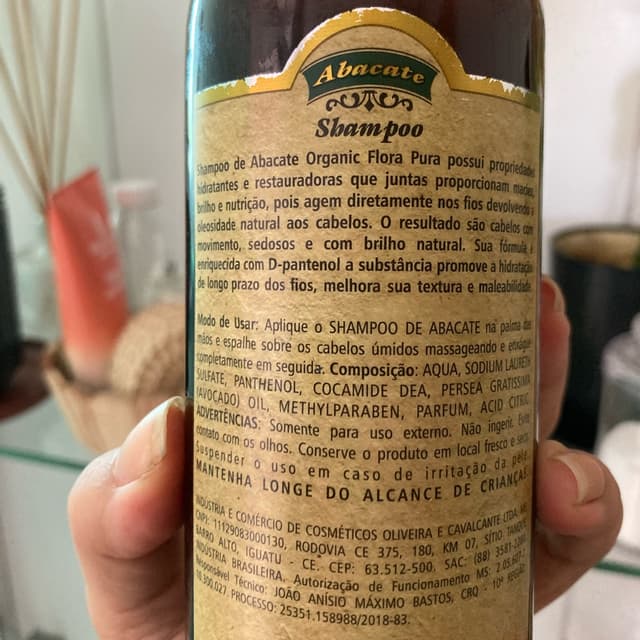 Abacate
Shampoo
Shampoo de Abacate Organic Flora Pura possui propriedades
hidratantes e restauradoras que juntas proporcionam maciez,
brilho e nutrição, pois agem diretamente nos fios devolvendo a
oleosidade natural aos cabelos. O resultado são cabelos com
movimento, sedosos e com brilho natural. Sua fórmula é
enriquecida com D-pantenol a substância promove a hidratação
de longo prazo dos fios, melhora sua textura e maleabilidade.
Modo de Usar: Aplique o SHAMPOO DE ABACATE na palma das
mãos e espalhe sobre os cabelos úmidos massageando e enxágue
completamente em seguida. Composição: AQUA, SODIUM LAURETH
SULFATE, PANTHENOL, COCAMIDE DEA, PERSEA GRATISSIMA
(AVOCADO) OIL, METHYLPARABEN, PARFUM, ACID CITRIC.
ADVERTÊNCIAS: Somente para uso externo. Não ingerir. Evite
contato com os olhos. Conserve o produto em local fresco e seco.
Suspender o uso em caso de irritação da pele.
MANTENHA LONGE DO ALCANCE DE CRIANÇAS.
INDÚSTRIA E COMÉRCIO DE COSMÉTICOS OLIVEIRA E CAVALCANTE LTDA-ME
CNPJ: 11129083000130, RODOVIA CE 375, 180, KM 07, SÍTIO TANQUE
BARRO ALTO, IGUATU CE. CEP: 63.512-500. SAC: (88)
INDÚSTRIA BRASILEIRA. Autorização de Funcionamento MS:
Responsável Técnico: JOÃO ANÍSIO MÁXIMO BASTOS, CRQ - 10ª REGIÃO
10.300.027 PROCESSO: 25351.158988/2018-83.